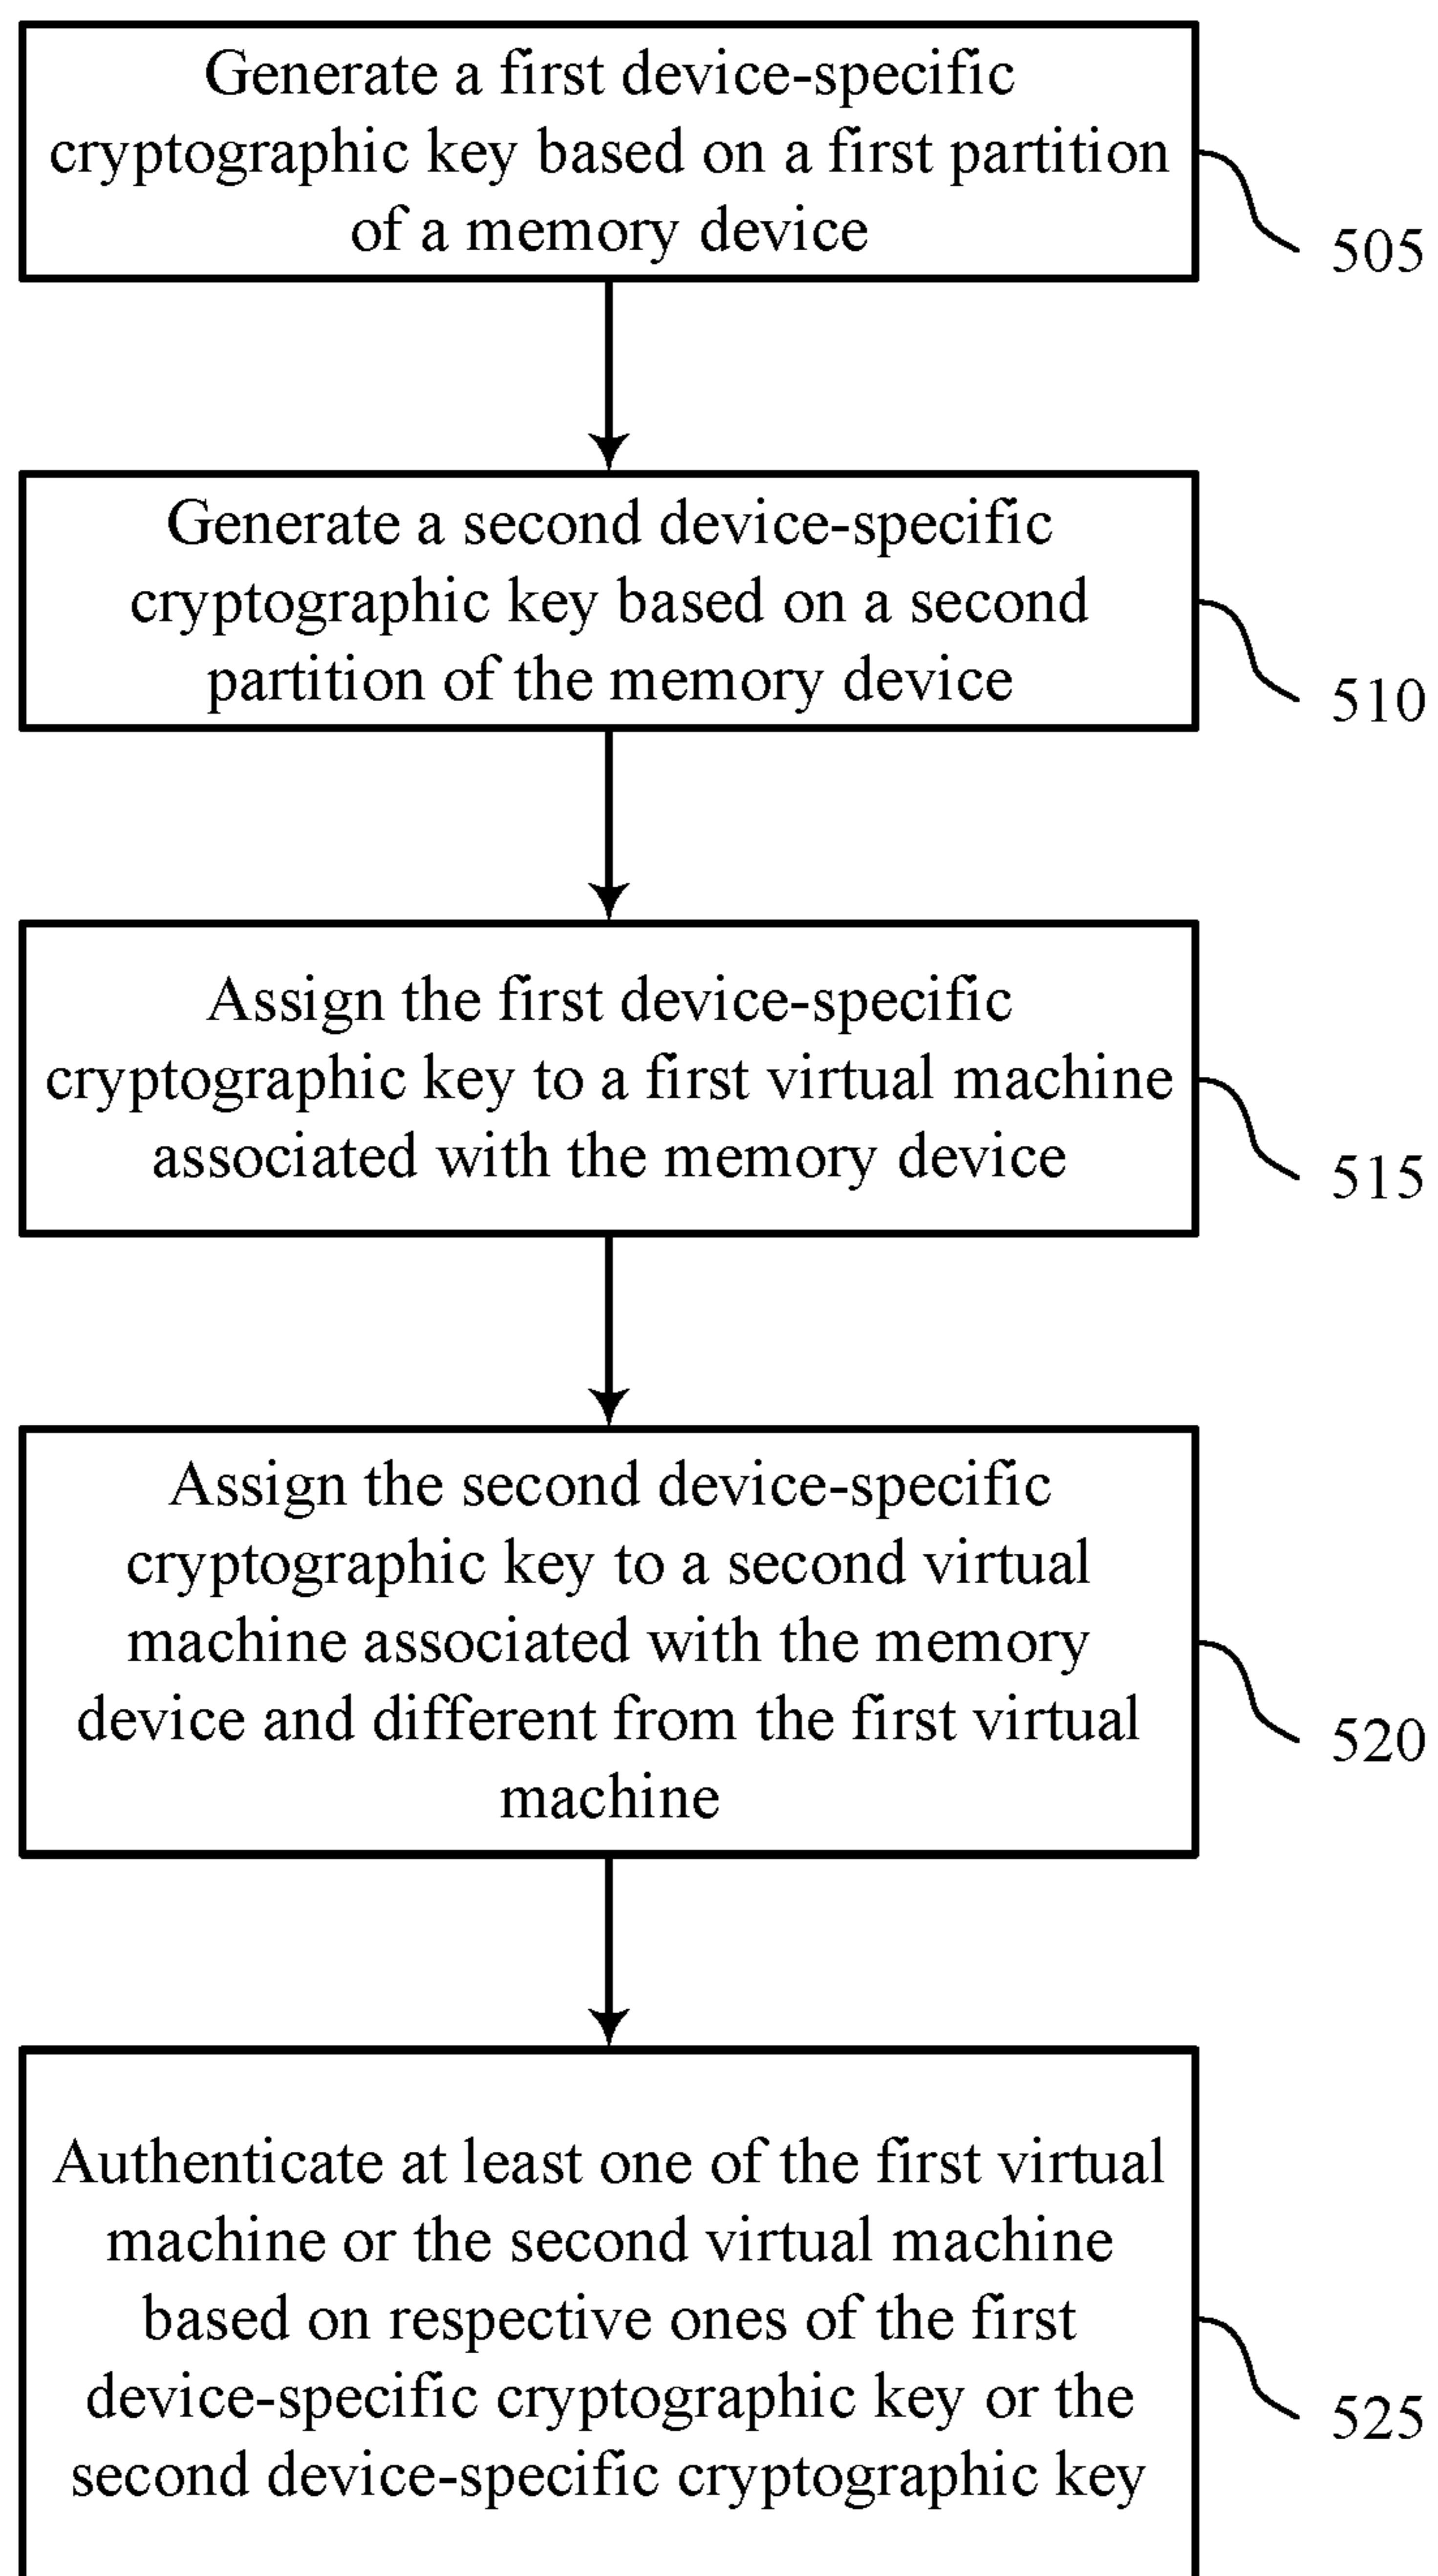 Generate a first device-specific
cryptographic key based on a first partition
of a memory device
505
Generate a second device-specific
cryptographic key based on a second
partition of the memory device
510
Assign the first device-specific
cryptographic key to a first virtual machine
associated with the memory device
515
Assign the second device-specific
cryptographic key to a second virtual
machine associated with the memory
device and different from the first virtual
machine
520
Authenticate at least one of the first virtual
machine or the second virtual machine
based on respective ones of the first
device-specific cryptographic key or the
second device-specific cryptographic key
525